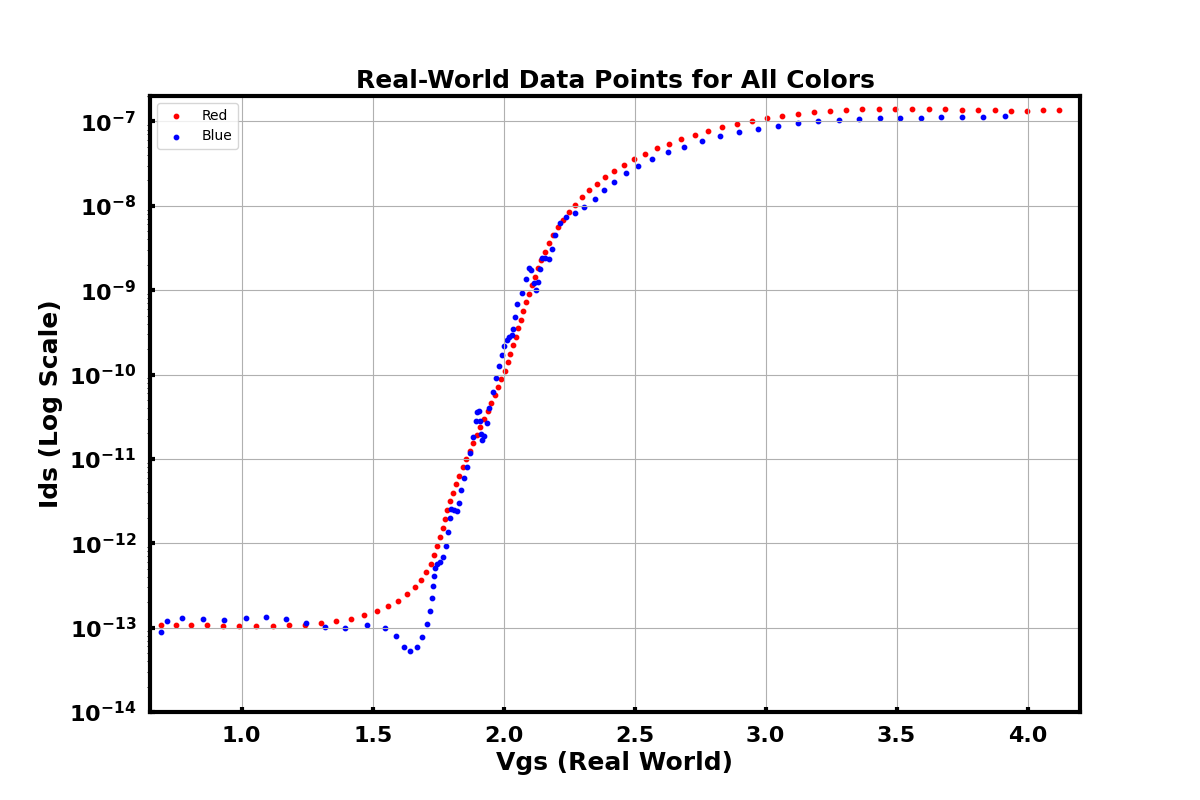 Real-World Data Points for All Colors
Red
Blue
10⁻⁷
10⁻⁸
10⁻⁹
10⁻¹⁰
10⁻¹¹
10⁻¹²
10⁻¹³
10⁻¹⁴
Ids (Log Scale)
1.0 1.5 2.0 2.5 3.0 3.5 4.0
Vgs (Real World)